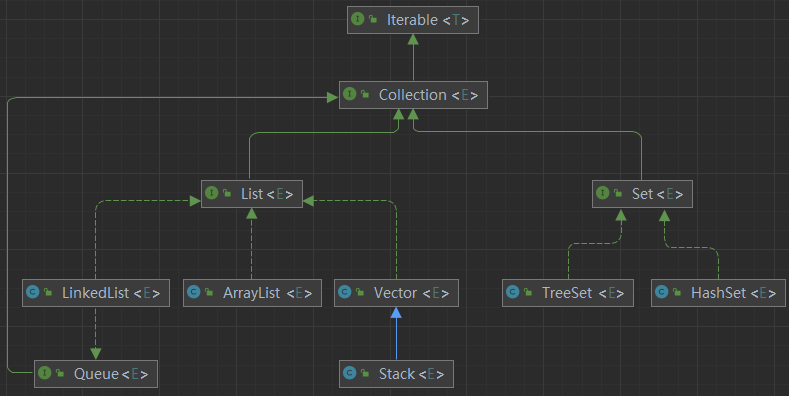 I Iterable <T>
I Collection <E>
I List <E>
I Set <E>
C LinkedList <E>
C ArrayList <E>
C Vector <E>
C TreeSet <E>
C HashSet <E>
I Queue <E>
C Stack <E>